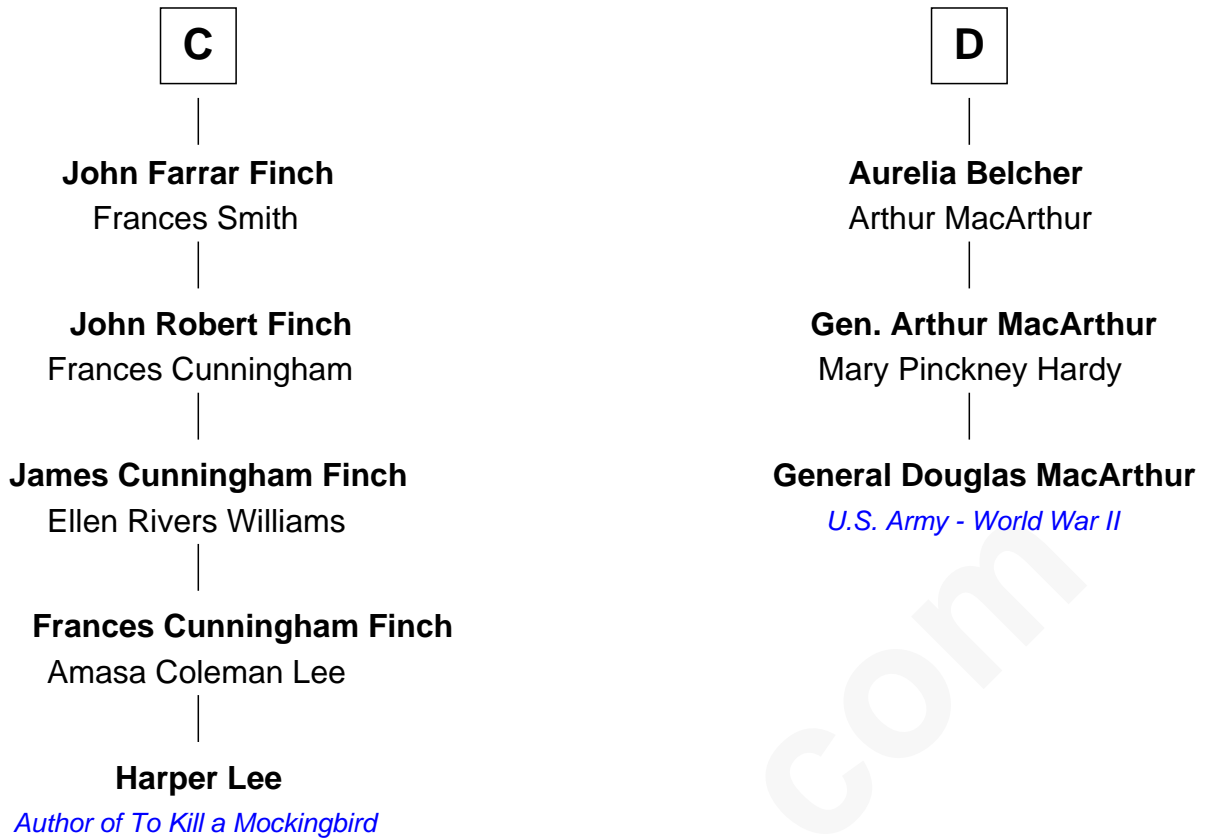 C
John Farrar Finch
Frances Smith
John Robert Finch
Frances Cunningham
James Cunningham Finch
Ellen Rivers Williams
Frances Cunningham Finch
Amasa Coleman Lee
Harper Lee
Author of To Kill a Mockingbird
D
Aurelia Belcher
Arthur MacArthur
Gen. Arthur MacArthur
Mary Pinckney Hardy
General Douglas MacArthur
U.S. Army - World War II
com